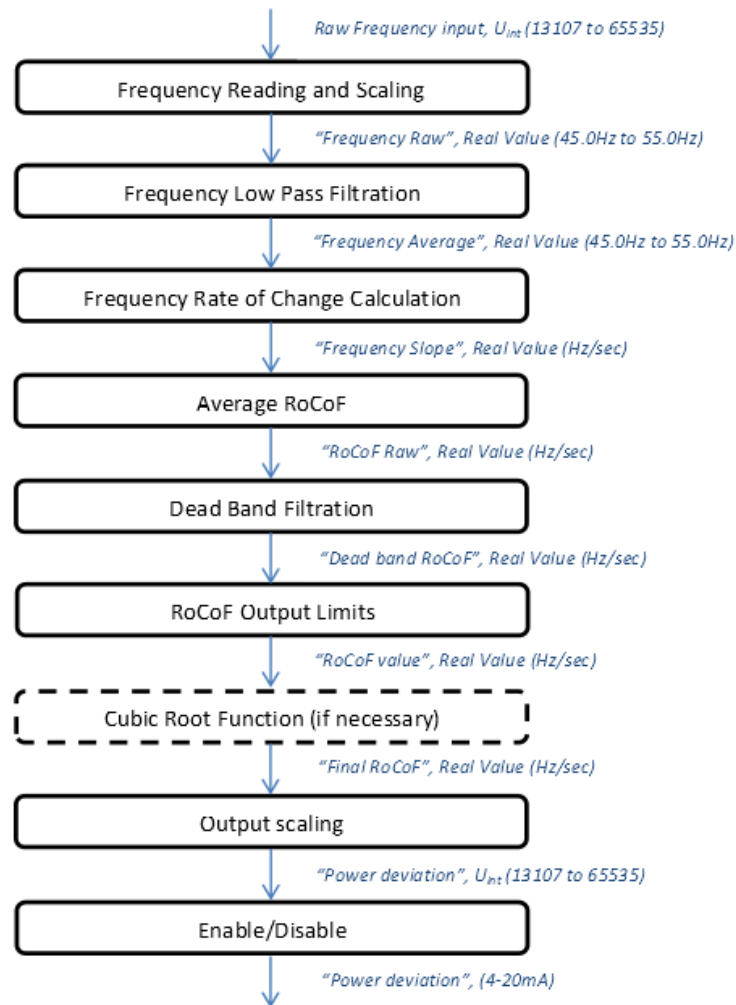 Raw Frequency input, Uint (13107 to 65535)
Frequency Reading and Scaling
“Frequency Raw”, Real Value (45.0Hz to 55.0Hz)
Frequency Low Pass Filtration
“Frequency Average”, Real Value (45.0Hz to 55.0Hz)
Frequency Rate of Change Calculation
“Frequency Slope”, Real Value (Hz/sec)
Average RoCoF
“RoCoF Raw”, Real Value (Hz/sec)
Dead Band Filtration
“Dead band RoCoF”, Real Value (Hz/sec)
RoCoF Output Limits
“RoCoF value”, Real Value (Hz/sec)
Cubic Root Function (if necessary)
“Final RoCoF”, Real Value (Hz/sec)
Output scaling
“Power deviation”, Uint (13107 to 65535)
Enable/Disable
“Power deviation”, (4-20mA)